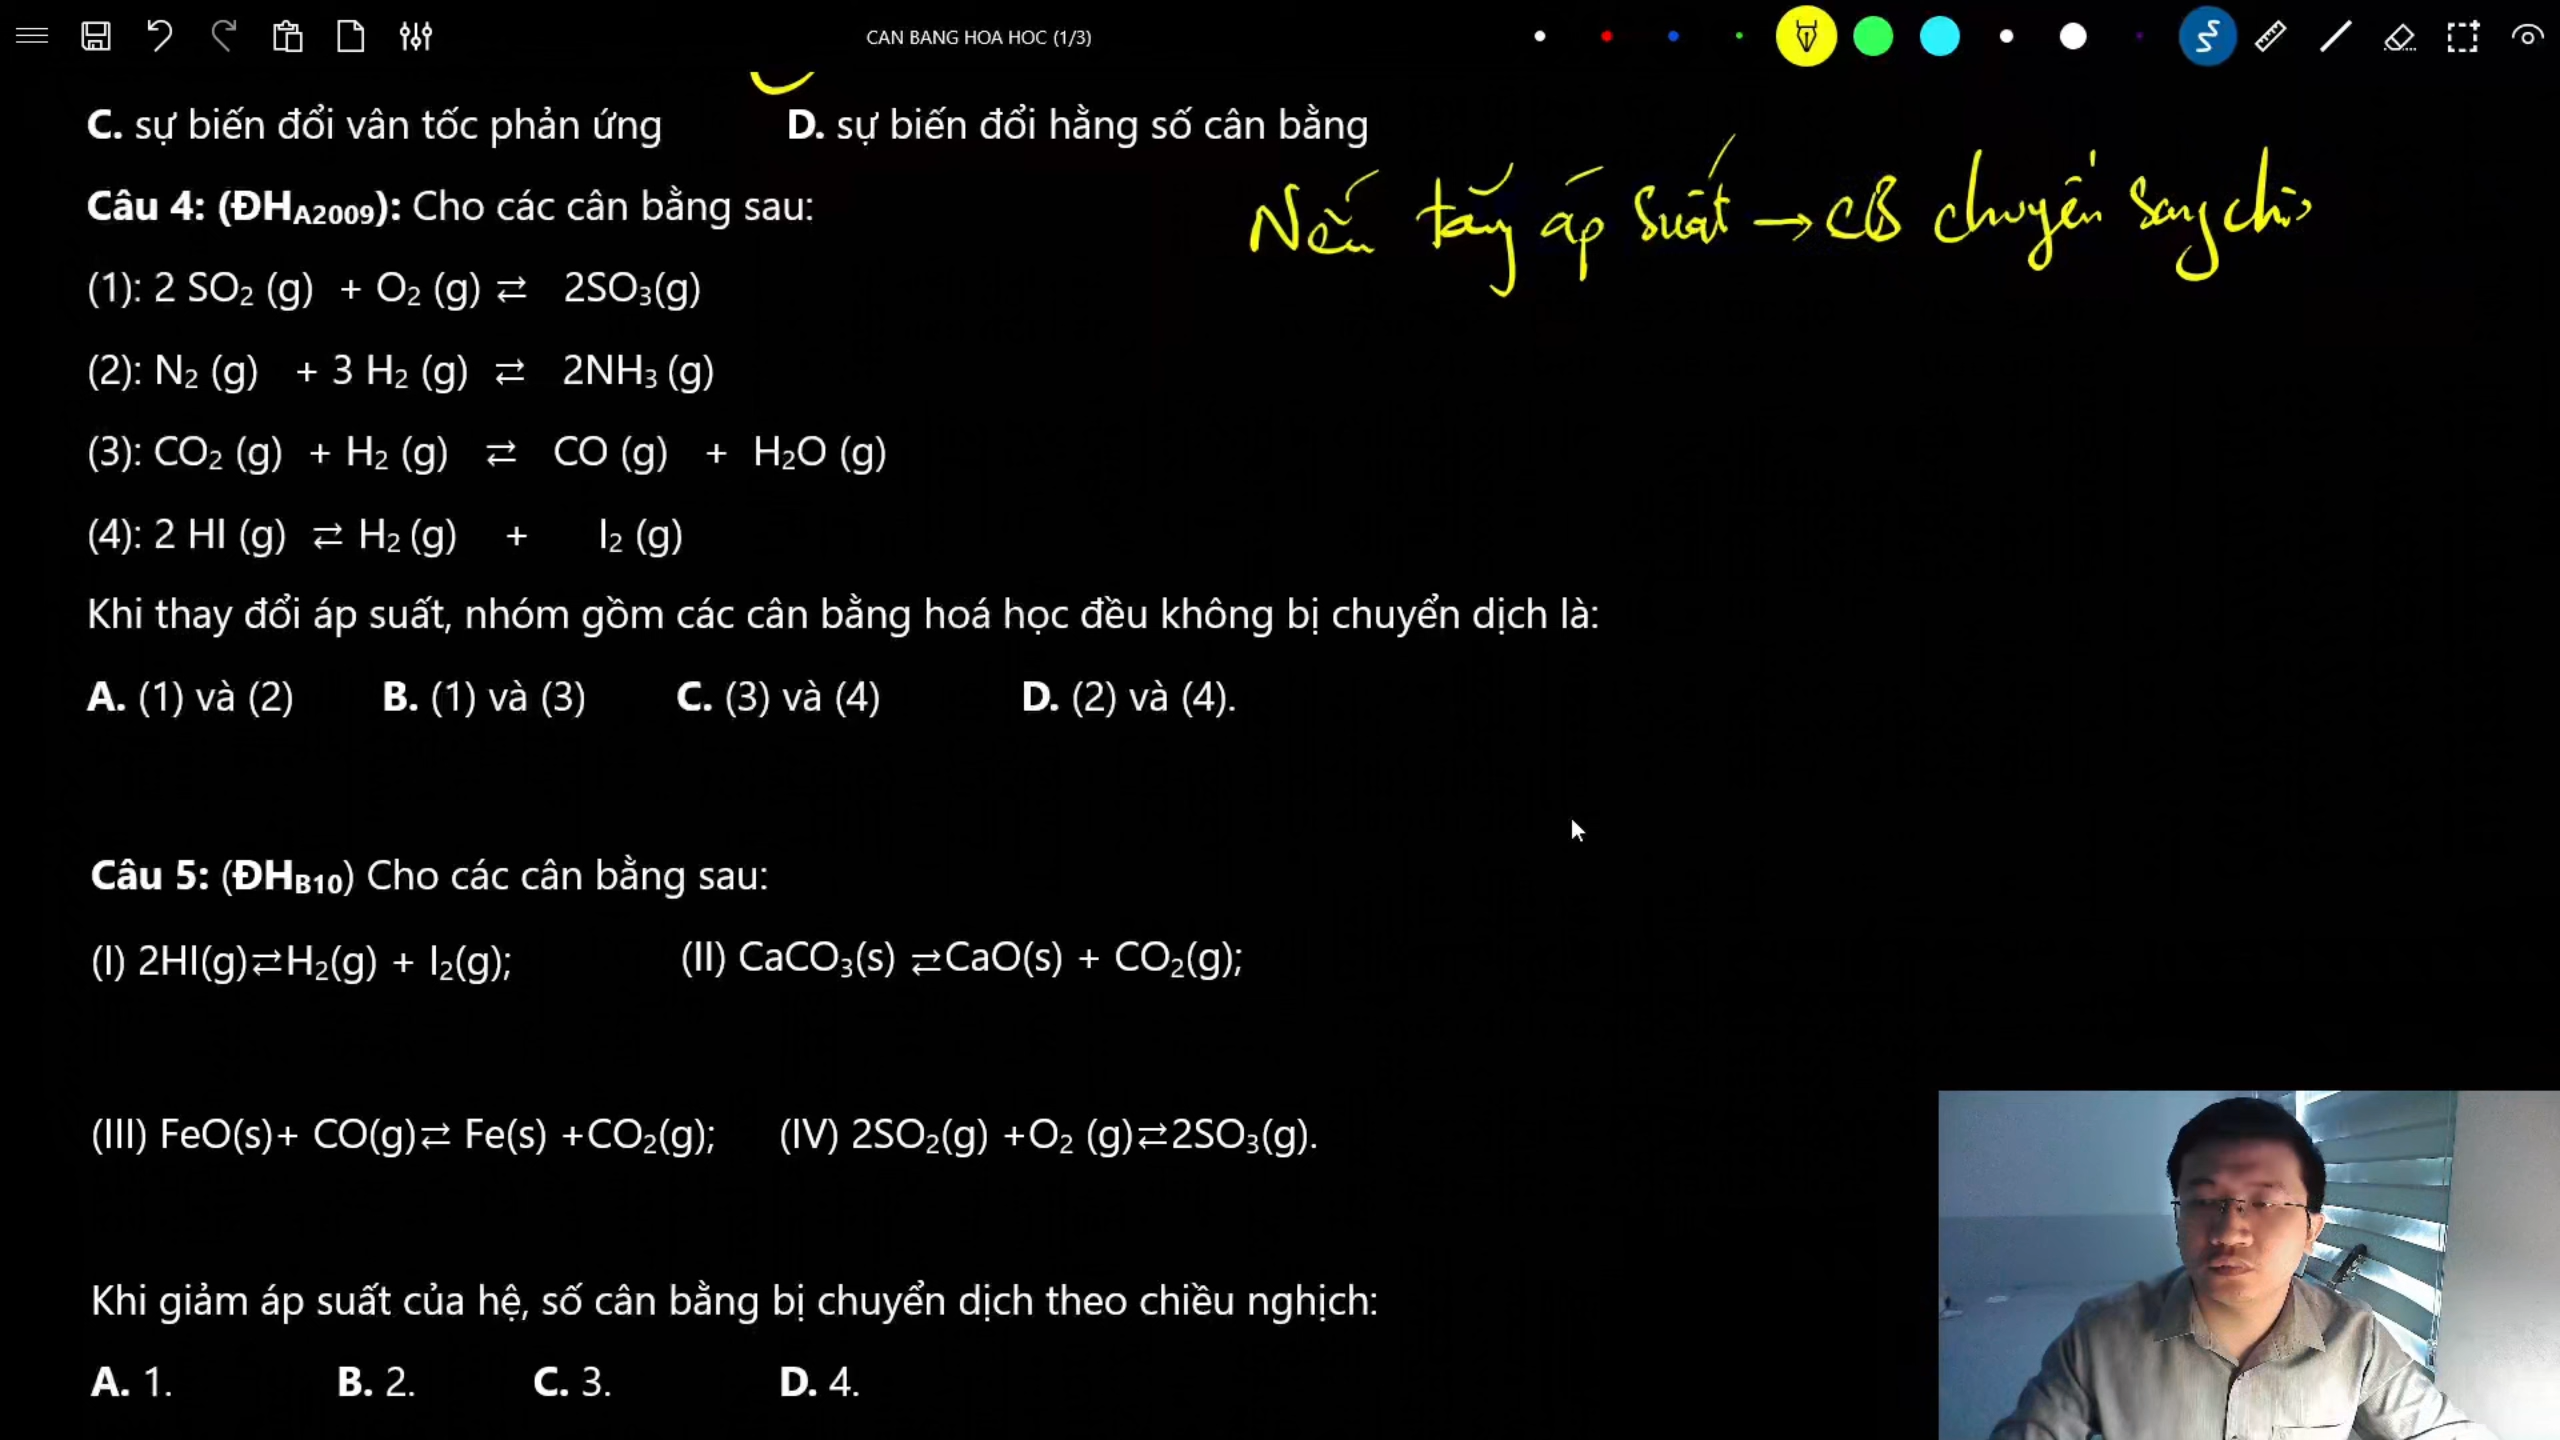 CAN BANG HOA HOC (1/3)
C. sự biến đổi vân tốc phản ứng D. sự biến đổi hằng số cân bằng
Nếu tăng áp suất → CB chuyển sang chiề
Câu 4: (ĐHA2009): Cho các cân bằng sau:
(1): 2 SO₂ (g) + O₂ (g) ⇄ 2SO₃(g)
(2): N₂ (g) + 3 H₂ (g) ⇄ 2NH₃ (g)
(3): CO₂ (g) + H₂ (g) ⇄ CO (g) + H₂O (g)
(4): 2 HI (g) ⇄ H₂ (g) + I₂ (g)
Khi thay đổi áp suất, nhóm gồm các cân bằng hoá học đều không bị chuyển dịch là:
A. (1) và (2) B. (1) và (3) C. (3) và (4) D. (2) và (4).
Câu 5: (ĐHB10) Cho các cân bằng sau:
(I) 2HI(g)⇄H₂(g) + I₂(g); (II) CaCO₃(s) ⇄CaO(s) + CO₂(g);
(III) FeO(s)+ CO(g)⇄ Fe(s) +CO₂(g); (IV) 2SO₂(g) +O₂ (g)⇄2SO₃(g).
Khi giảm áp suất của hệ, số cân bằng bị chuyển dịch theo chiều nghịch:
A. 1. B. 2. C. 3. D. 4.